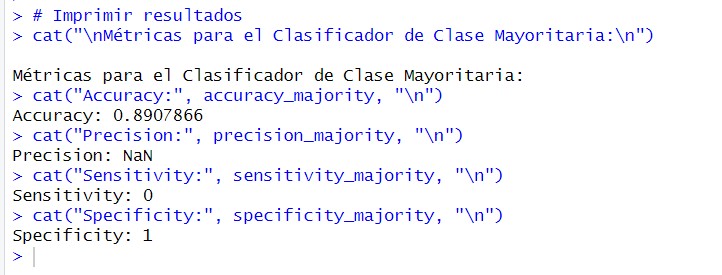 > # Imprimir resultados
> cat("\nMétricas para el Clasificador de Clase Mayoritaria:\n")

Métricas para el Clasificador de Clase Mayoritaria:
> cat("Accuracy:", accuracy_majority, "\n")
Accuracy: 0.8907866
> cat("Precision:", precision_majority, "\n")
Precision: NaN
> cat("Sensitivity:", sensitivity_majority, "\n")
Sensitivity: 0
> cat("Specificity:", specificity_majority, "\n")
Specificity: 1
>